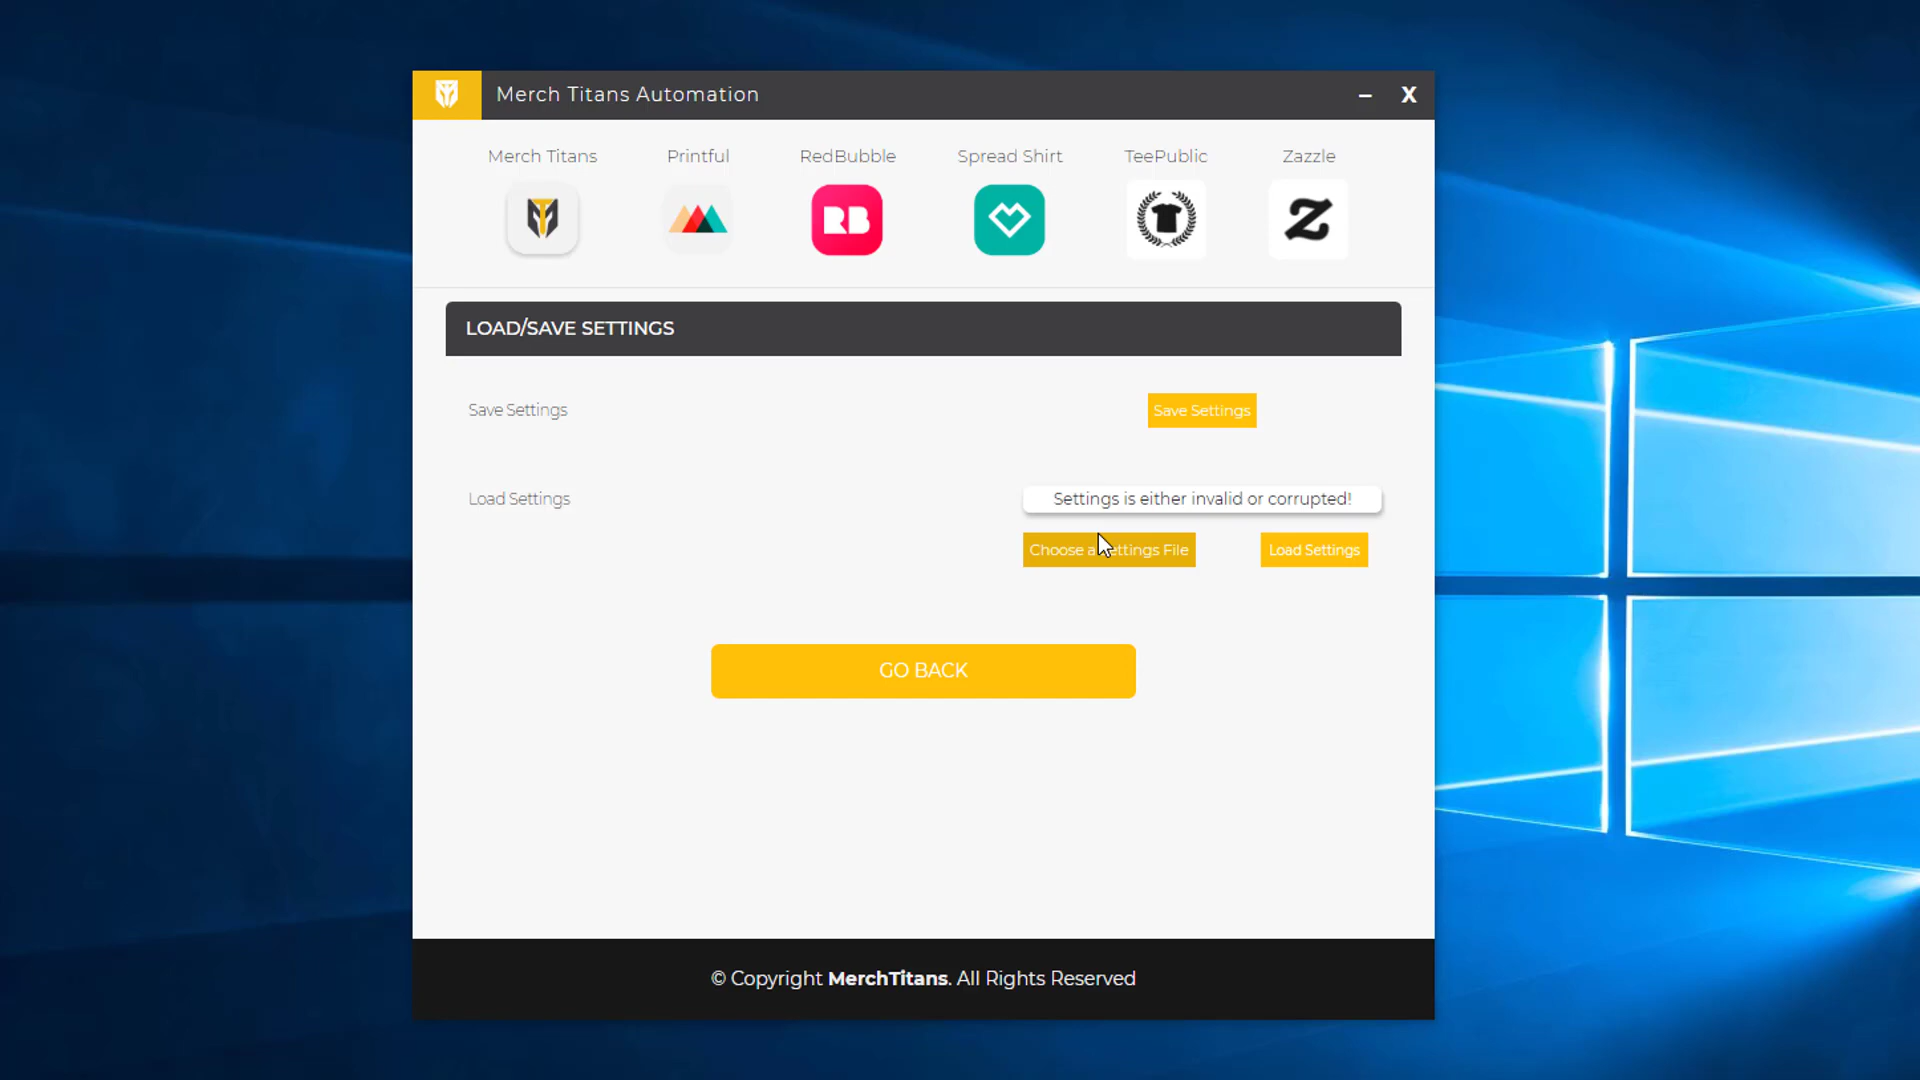 Merch Titans Automation
– X
Merch Titans Printful RedBubble Spread Shirt TeePublic Zazzle
RB
LOAD/SAVE SETTINGS
Save Settings Save Settings
Load Settings Settings is either invalid or corrupted!
Choose a Settings File Load Settings
GO BACK
© Copyright MerchTitans. All Rights Reserved